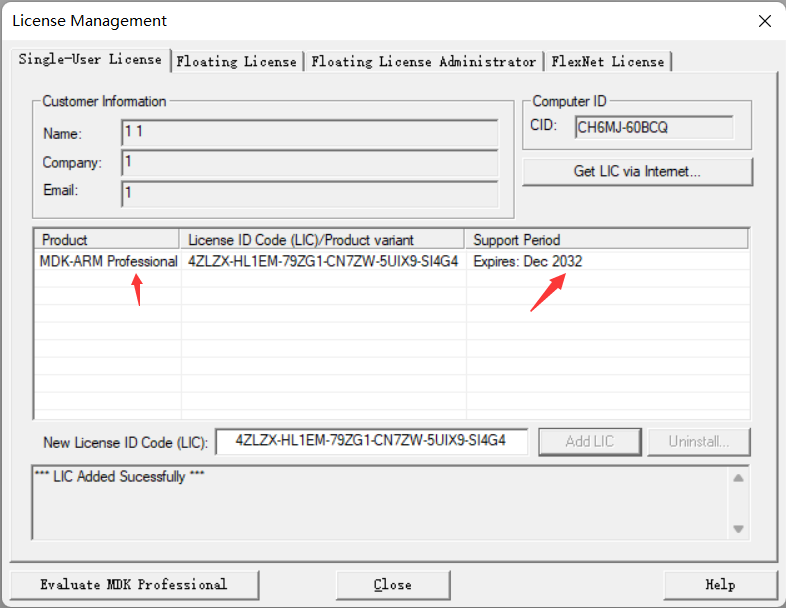 License Management
Single-User License Floating License Floating License Administrator FlexNet License
Customer Information
Name: 1 1
Company: 1
Email: 1
Computer ID
CID: CH6MJ-60BCQ
Get LIC via Internet...
Product License ID Code (LIC)/Product variant Support Period
MDK-ARM Professional 4ZLZX-HL1EM-79ZG1-CN7ZW-5UIX9-SI4G4 Expires: Dec 2032
New License ID Code (LIC): 4ZLZX-HL1EM-79ZG1-CN7ZW-5UIX9-SI4G4 Add LIC Uninstall...
*** LIC Added Sucessfully ***
Evaluate MDK Professional Close Help